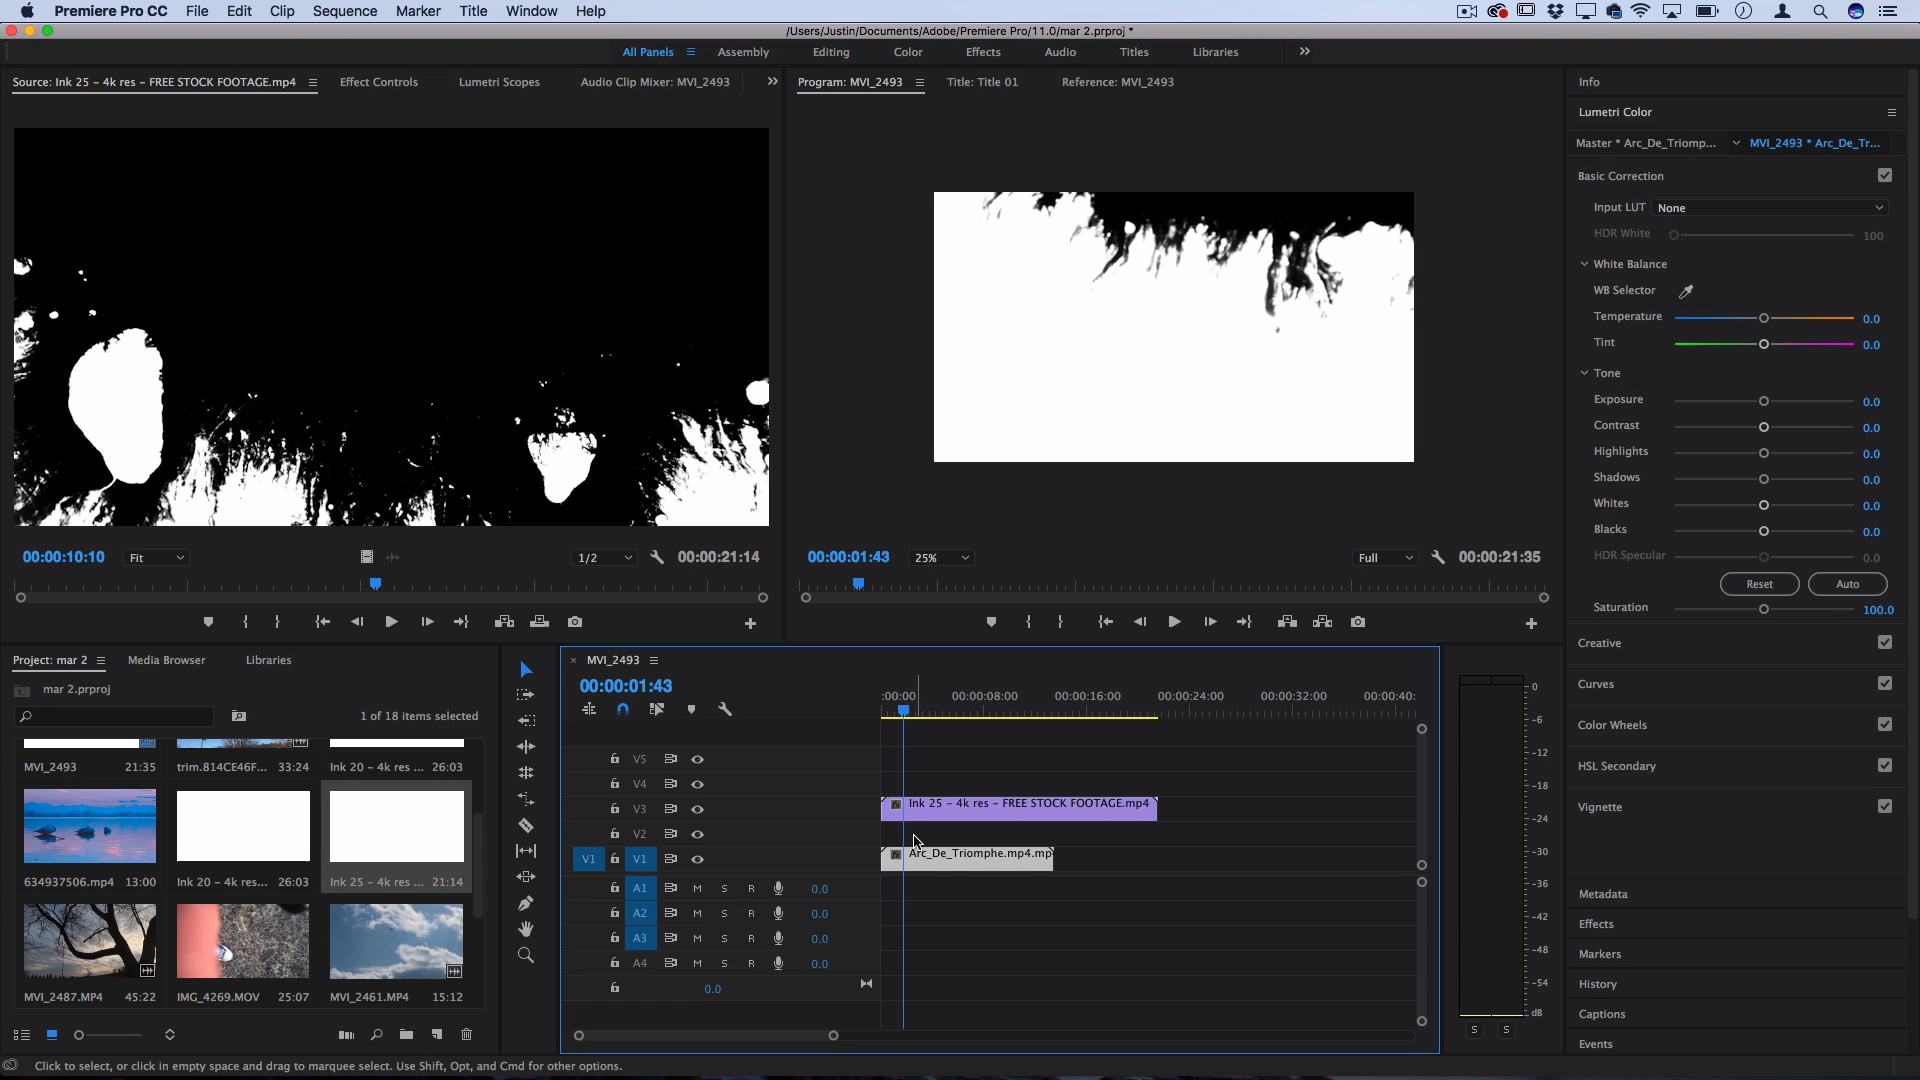 Premiere Pro CC File Edit Clip Sequence Marker Title Window Help
/Users/Justin/Documents/Adobe/Premiere Pro/11.0/mar 2.prproj *
All Panels Assembly Editing Color Effects Audio Titles Libraries
Source: Ink 25 – 4k res – FREE STOCK FOOTAGE.mp4 Effect Controls Lumetri Scopes Audio Clip Mixer: MVI_2493
Program: MVI_2493 Title: Title 01 Reference: MVI_2493
00:00:10:10 Fit 1/2 00:00:21:14
00:00:01:43 25% Full 00:00:21:35
Info
Lumetri Color
Master * Arc_De_Triomp... MVI_2493 * Arc_De_Tr...
Basic Correction
Input LUT None
HDR White 100
White Balance
WB Selector
Temperature 0.0
Tint 0.0
Tone
Exposure 0.0
Contrast 0.0
Highlights 0.0
Shadows 0.0
Whites 0.0
Blacks 0.0
HDR Specular 0.0
Reset Auto
Saturation 100.0
Creative
Curves
Color Wheels
HSL Secondary
Vignette
Metadata
Effects
Markers
History
Captions
Events
Project: mar 2 Media Browser Libraries
mar 2.prproj
1 of 18 items selected
MVI_2493 21:35 trim.814CE46F... 33:24 Ink 20 – 4k res ... 26:03
634937506.mp4 13:00 Ink 20 – 4k res... 26:03 Ink 25 – 4k res ... 21:14
MVI_2487.MP4 45:22 IMG_4269.MOV 25:07 MVI_2461.MP4 15:12
MVI_2493
00:00:01:43
:00:00 00:00:08:00 00:00:16:00 00:00:24:00 00:00:32:00 00:00:40:
V5
V4
V3 Ink 25 – 4k res – FREE STOCK FOOTAGE.mp4
V2
V1 V1 Arc_De_Triomphe.mp4.mp
A1 M S R 0.0
A2 M S R 0.0
A3 M S R 0.0
A4 M S R 0.0
0.0
0
-6
-12
-18
-24
-30
-36
-42
-48
-54
dB
S S
Click to select, or click in empty space and drag to marquee select. Use Shift, Opt, and Cmd for other options.